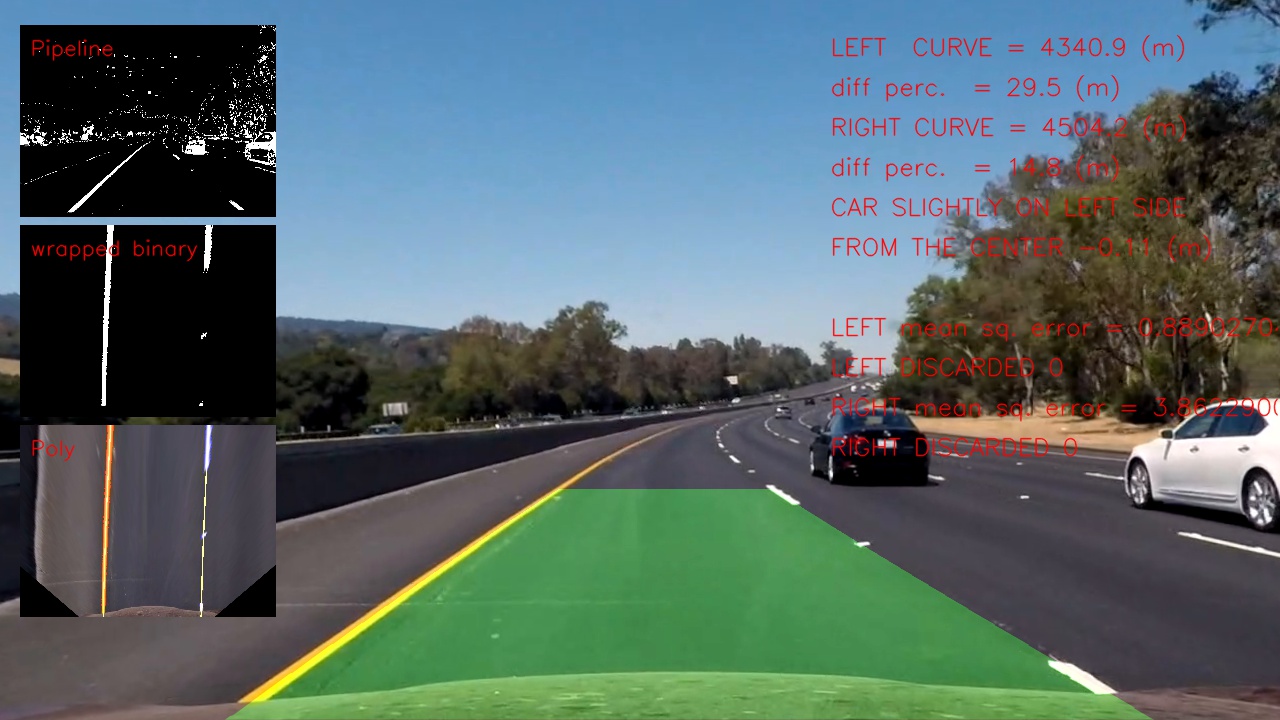 Pipeline
wrapped binary
Poly
LEFT CURVE = 4340.9 (m)
diff perc. = 29.5 (m)
RIGHT CURVE = 4504.2 (m)
diff perc. = 14.8 (m)
CAR SLIGHTLY ON LEFT SIDE
FROM THE CENTER -0.11 (m)
LEFT mean sq. error = 0.8890270
LEFT DISCARDED 0
RIGHT mean sq. error = 3.862290
RIGHT DISCARDED 0